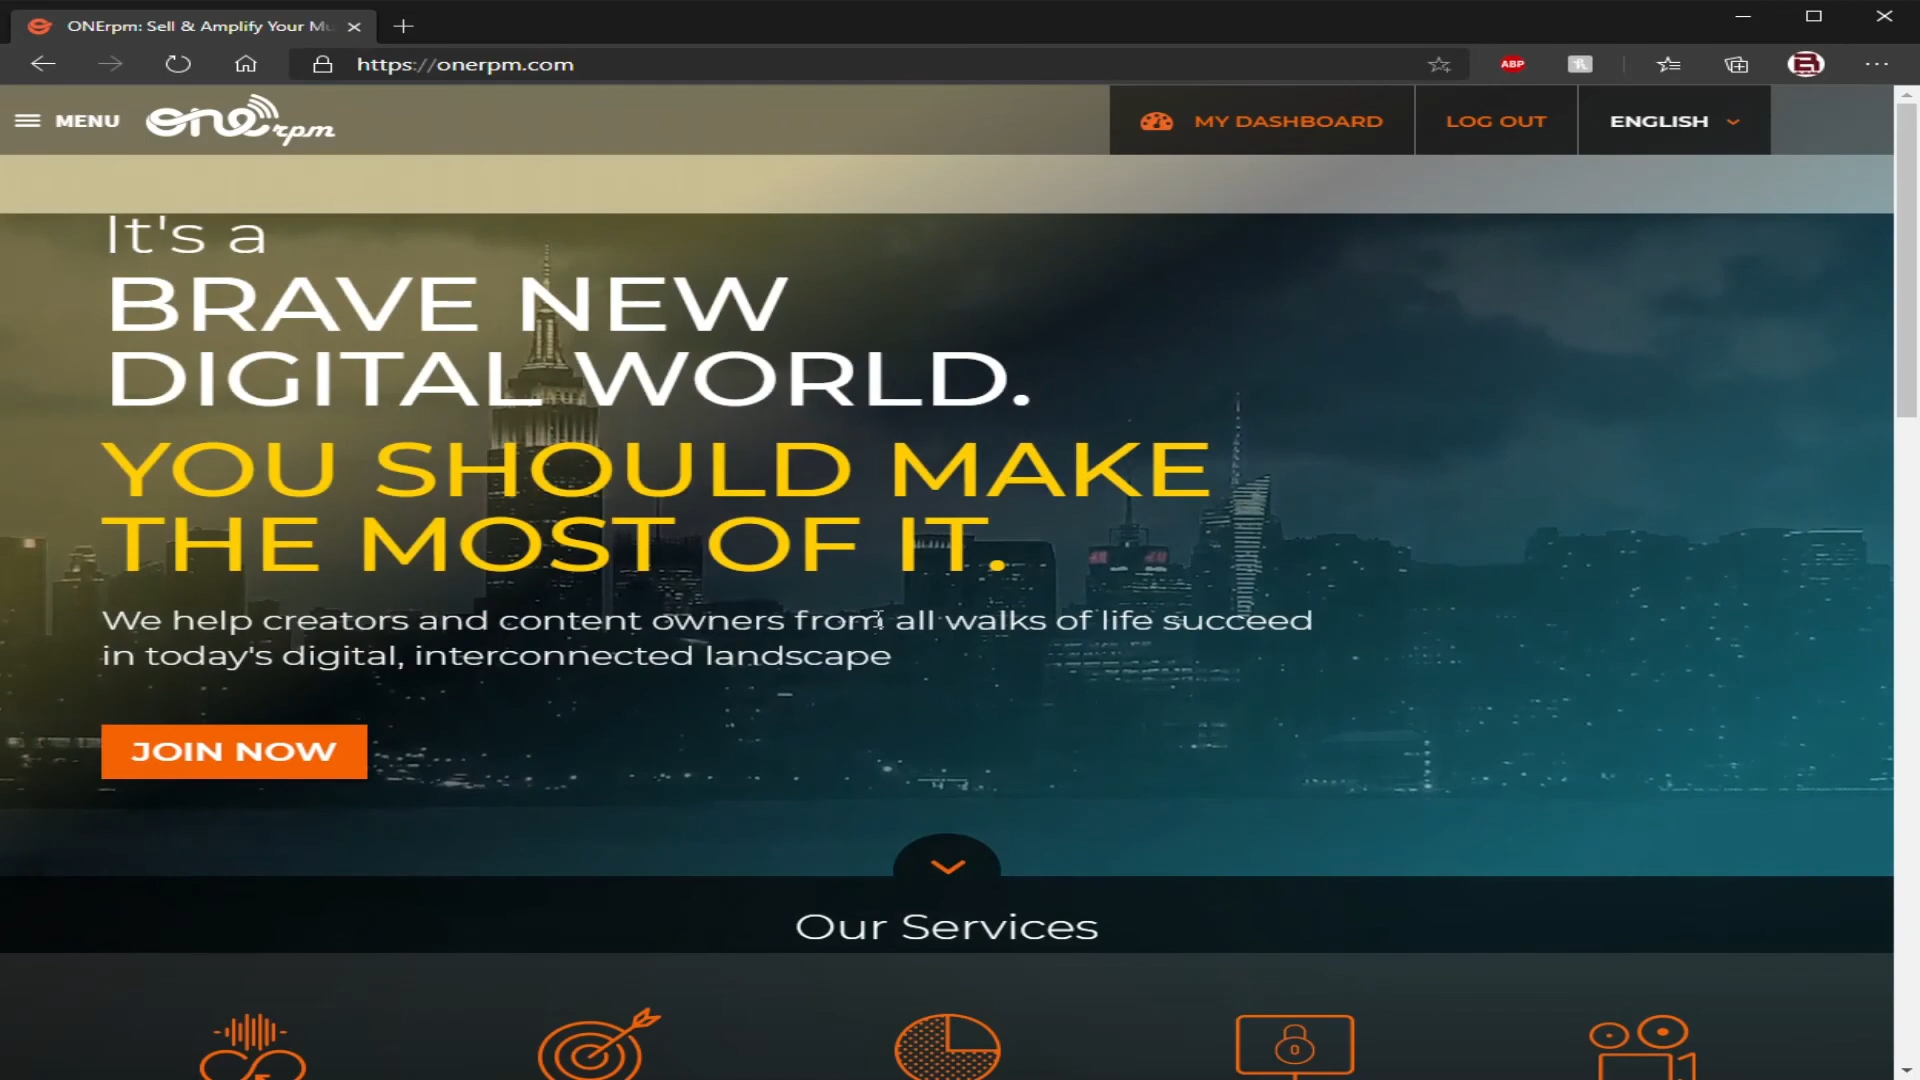 ONErpm: Sell & Amplify Your Mu
https://onerpm.com
ABP
MENU
one rpm
MY DASHBOARD
LOG OUT
ENGLISH
It's a
BRAVE NEW
DIGITAL WORLD.
YOU SHOULD MAKE
THE MOST OF IT.
We help creators and content owners from all walks of life succeed
in today's digital, interconnected landscape
JOIN NOW
Our Services